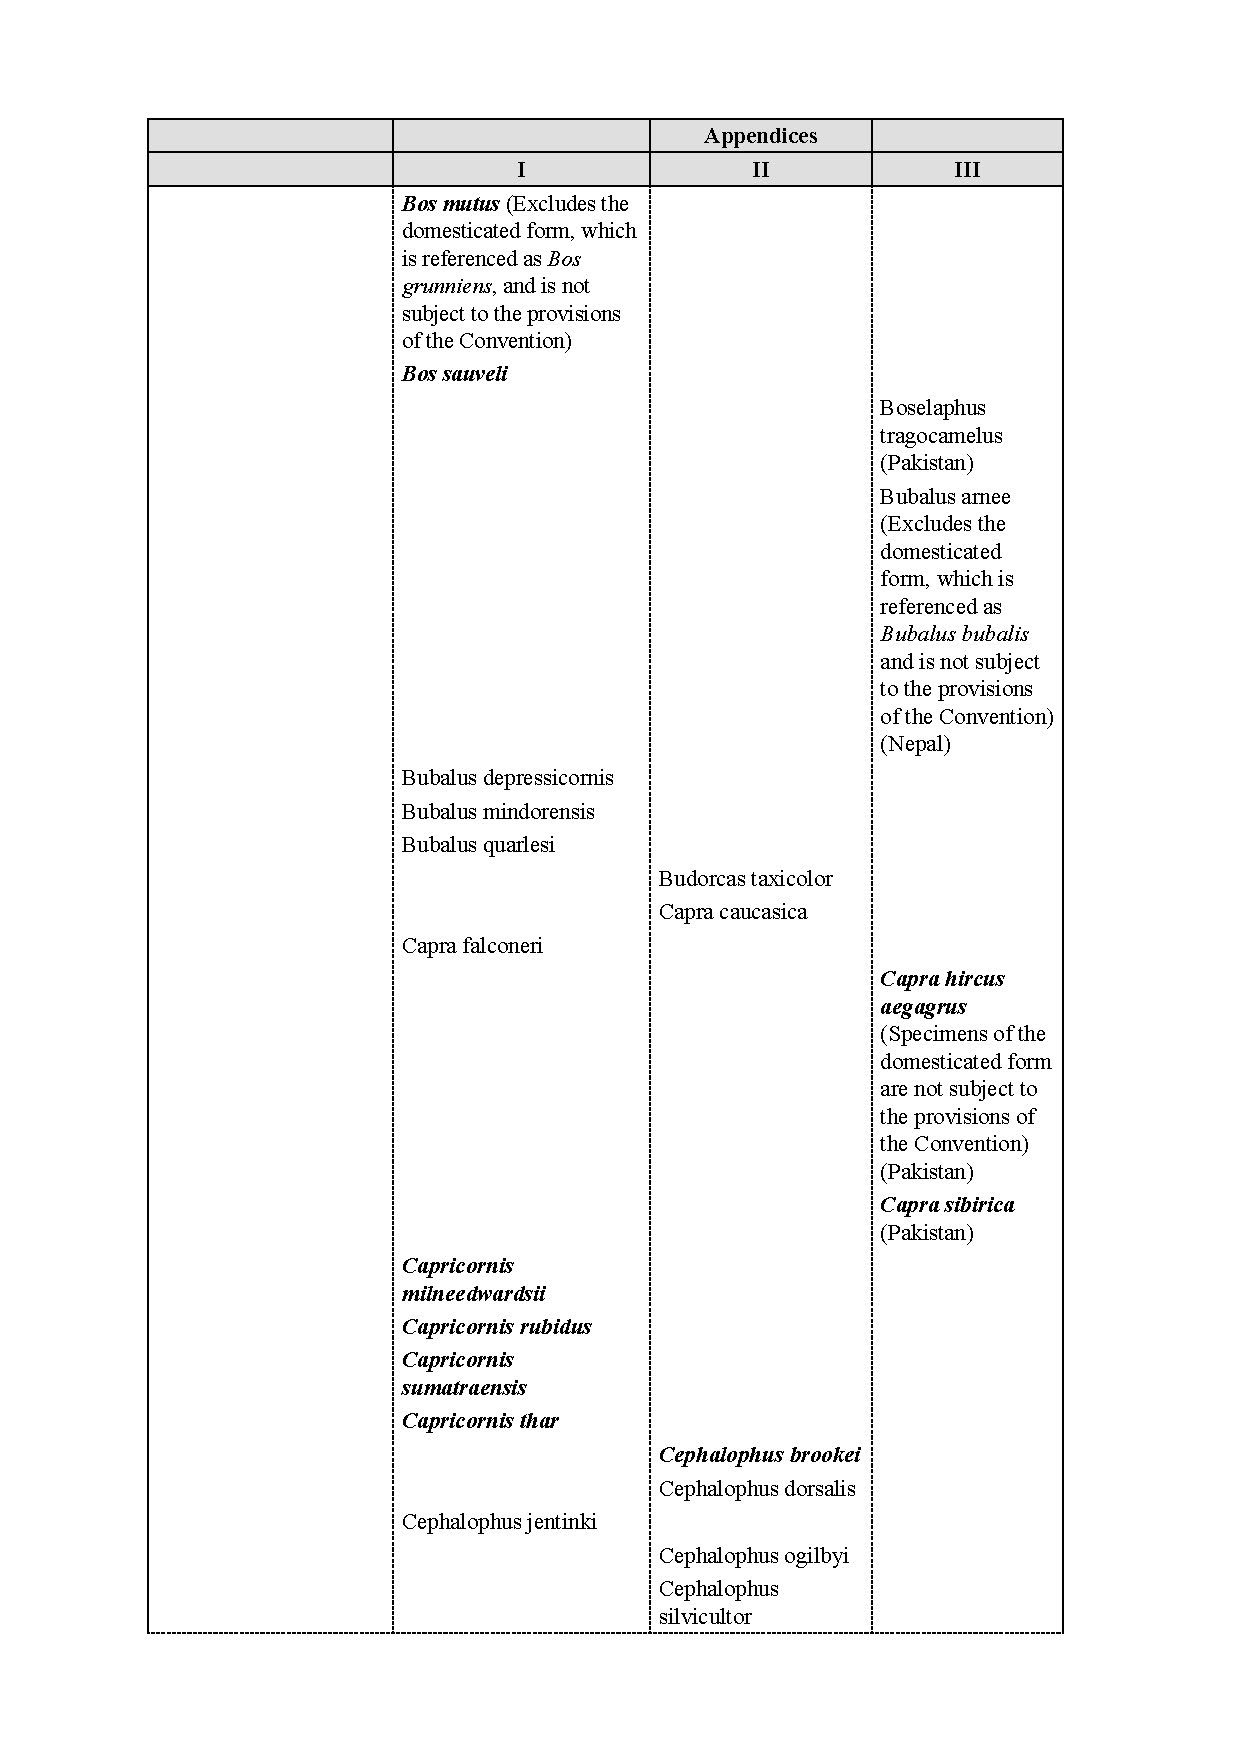 Appendices
I II III
Bos mutus (Excludes the
domesticated form, which
is referenced as Bos
grunniens, and is not
subject to the provisions
of the Convention)
Bos sauveli
Boselaphus
tragocamelus
(Pakistan)
Bubalus arnee
(Excludes the
domesticated
form, which is
referenced as
Bubalus bubalis
and is not subject
to the provisions
of the Convention)
(Nepal)
Bubalus depressicornis
Bubalus mindorensis
Bubalus quarlesi
Budorcas taxicolor
Capra caucasica
Capra falconeri
Capra hircus
aegagrus
(Specimens of the
domesticated form
are not subject to
the provisions of
the Convention)
(Pakistan)
Capra sibirica
(Pakistan)
Capricornis
milneedwardsii
Capricornis rubidus
Capricornis
sumatraensis
Capricornis thar
Cephalophus brookei
Cephalophus dorsalis
Cephalophus jentinki
Cephalophus ogilbyi
Cephalophus
silvicultor